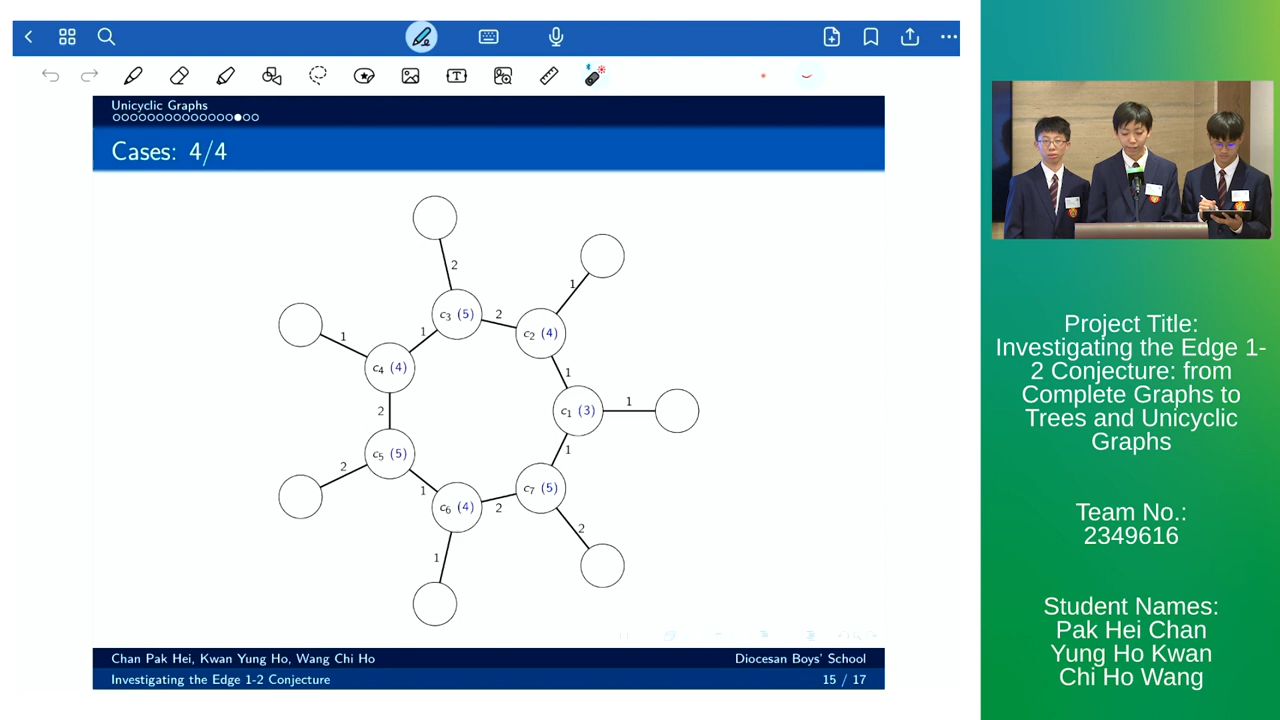 Unicyclic Graphs
Cases: 4/4
2
1
c3 (5)
2
c2 (4)
1
1
c4 (4)
1
2
c1 (3)
1
c5 (5)
2
1
1
c7 (5)
c6 (4)
2
2
1
Chan Pak Hei, Kwan Yung Ho, Wang Chi Ho
Diocesan Boys' School
Investigating the Edge 1-2 Conjecture
15 / 17
Project Title:
Investigating the Edge 1-
2 Conjecture: from
Complete Graphs to
Trees and Unicyclic
Graphs
Team No.:
2349616
Student Names:
Pak Hei Chan
Yung Ho Kwan
Chi Ho Wang